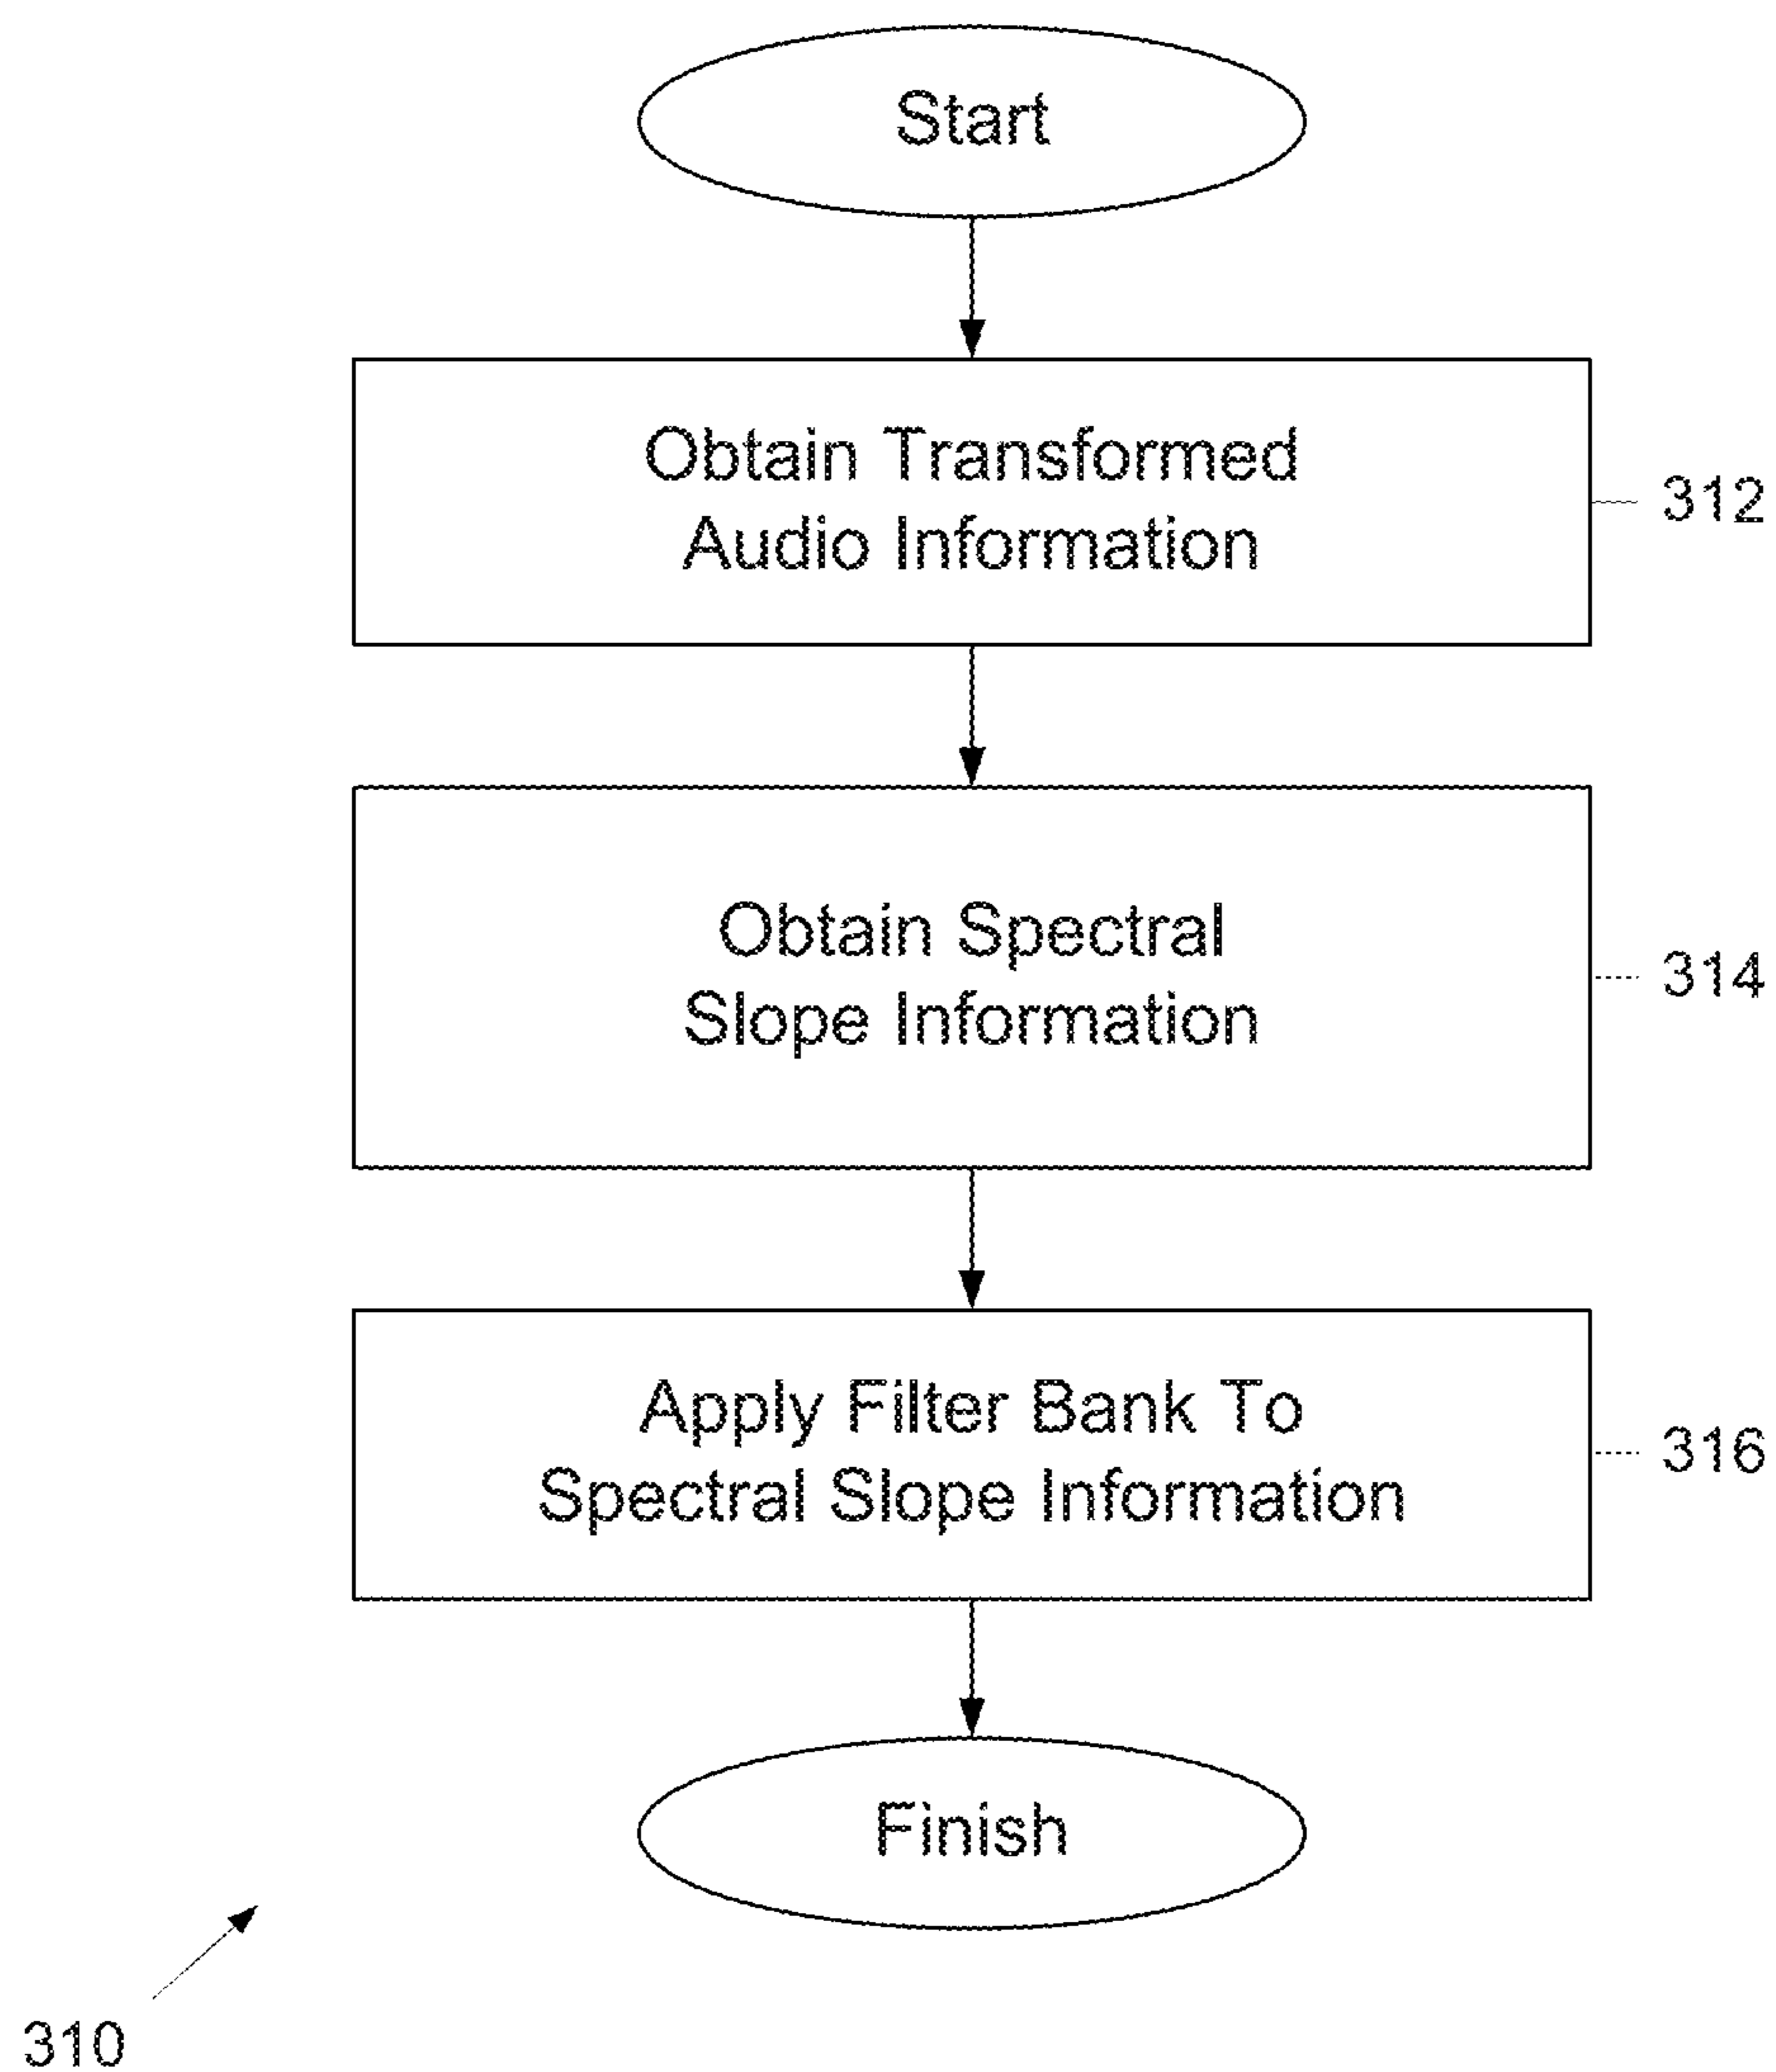 Start
Obtain Transformed
Audio Information
312
Obtain Spectral
Slope Information
314
Apply Filter Bank To
Spectral Slope Information
316
Finish
310